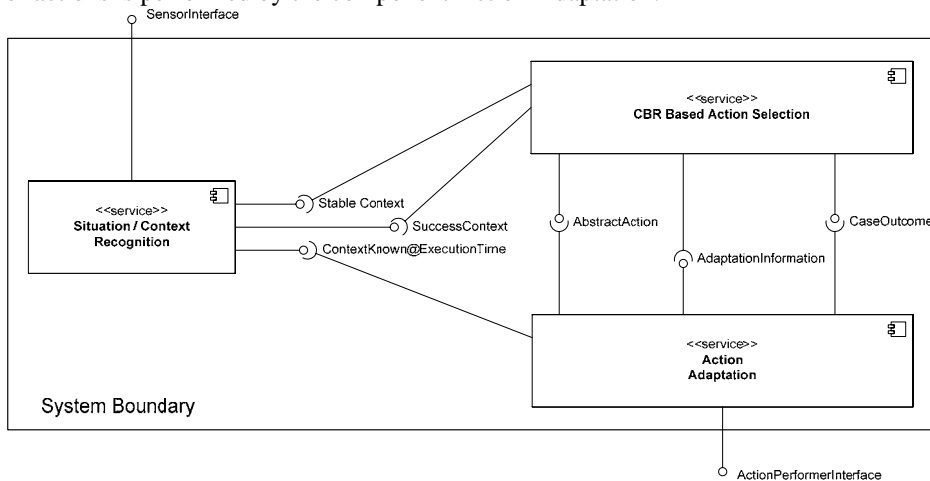 SensorInterface
<<service>>
CBR Based Action Selection
<<service>>
Situation / Context
Recognition
Stable Context
SuccessContext
ContextKnown@ExecutionTime
AbstractAction
CaseOutcome
AdaptationInformation
<<service>>
Action
Adaptation
System Boundary
ActionPerformerInterface